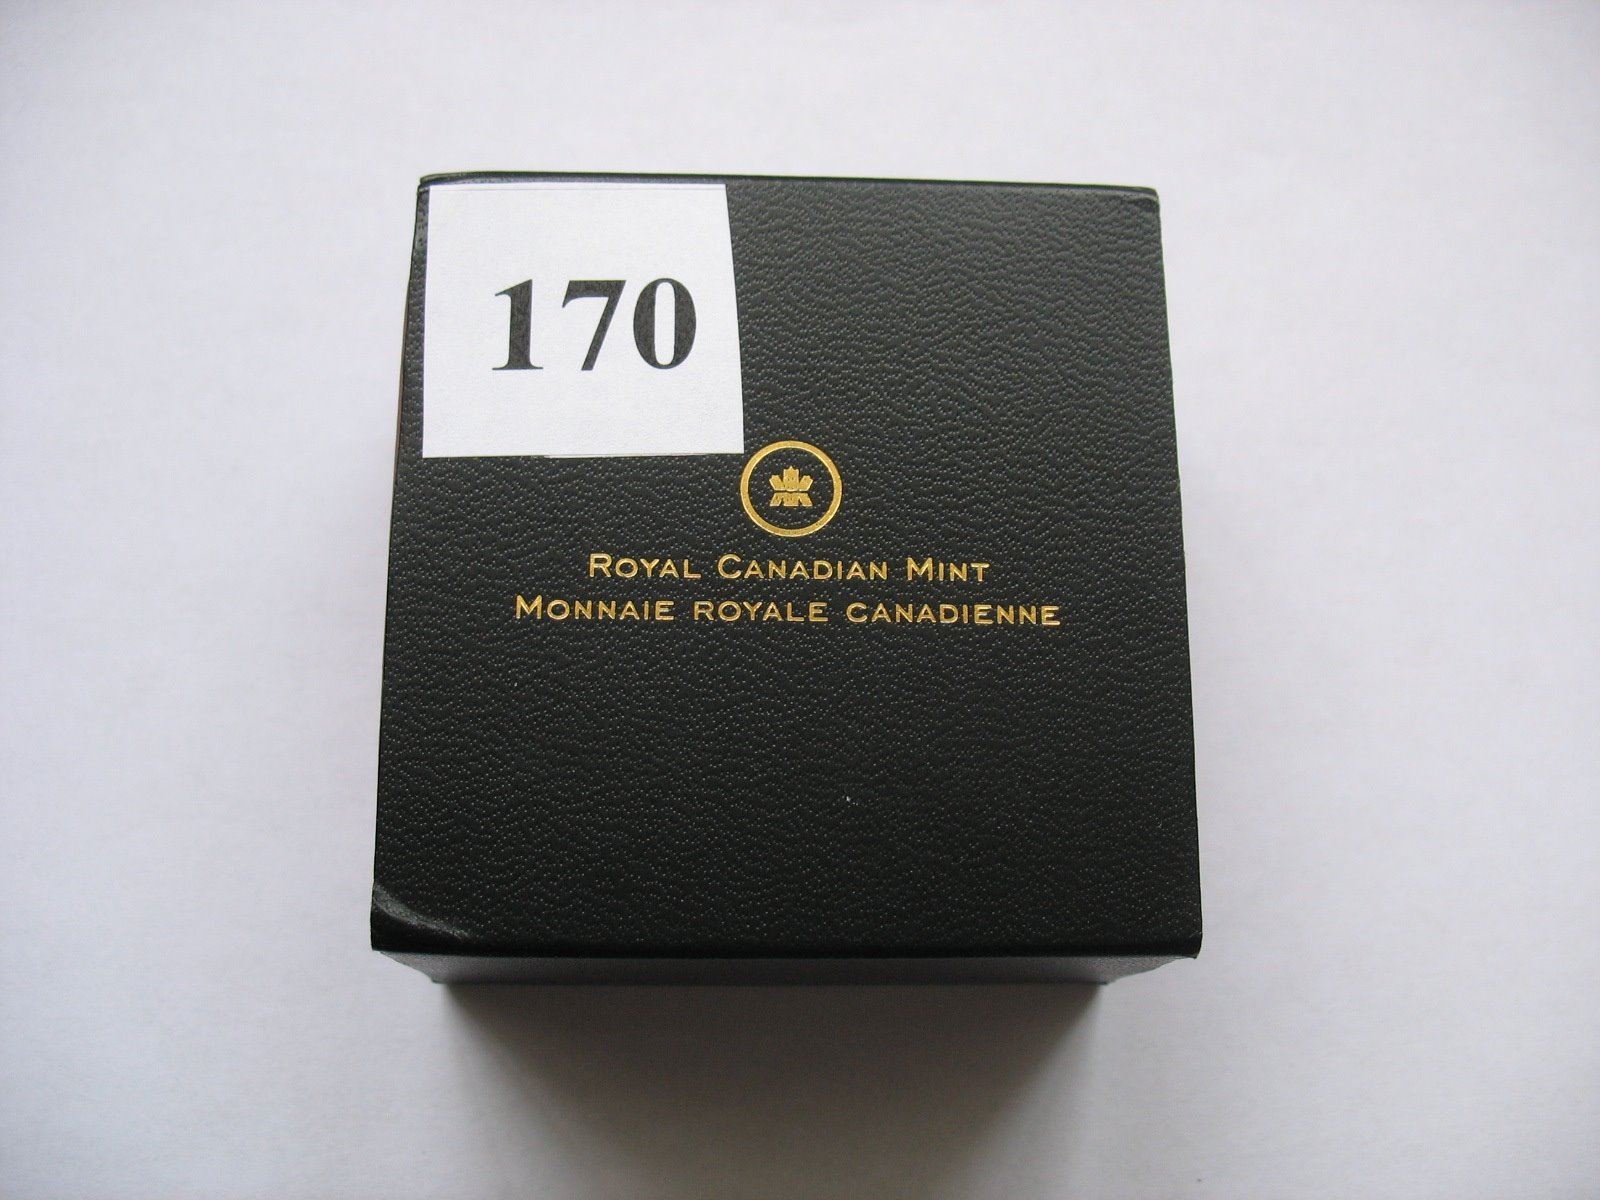 170
ROYAL CANADIAN MINT
MONNAIE ROYALE CANADIENNE